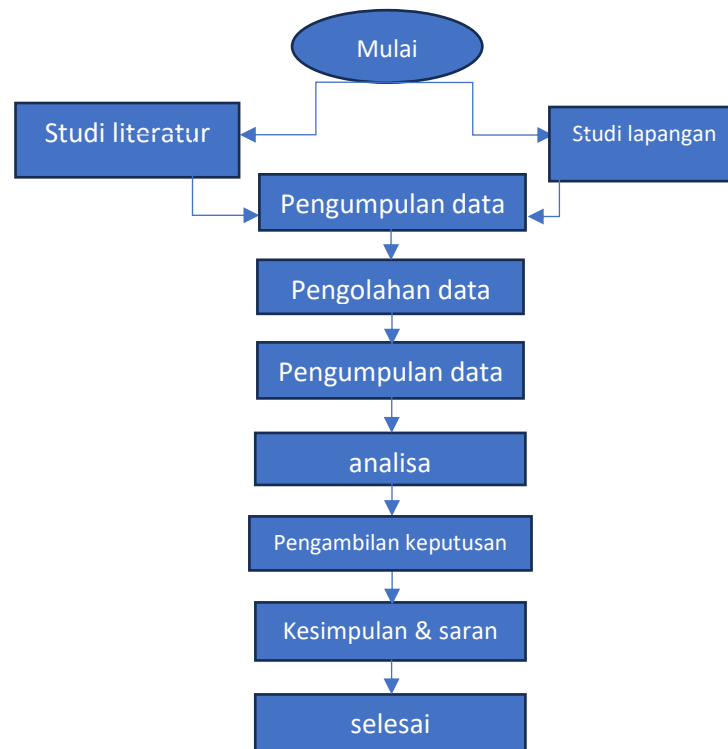 Mulai
Studi literatur
Studi lapangan
Pengumpulan data
Pengolahan data
Pengumpulan data
analisa
Pengambilan keputusan
Kesimpulan & saran
selesai